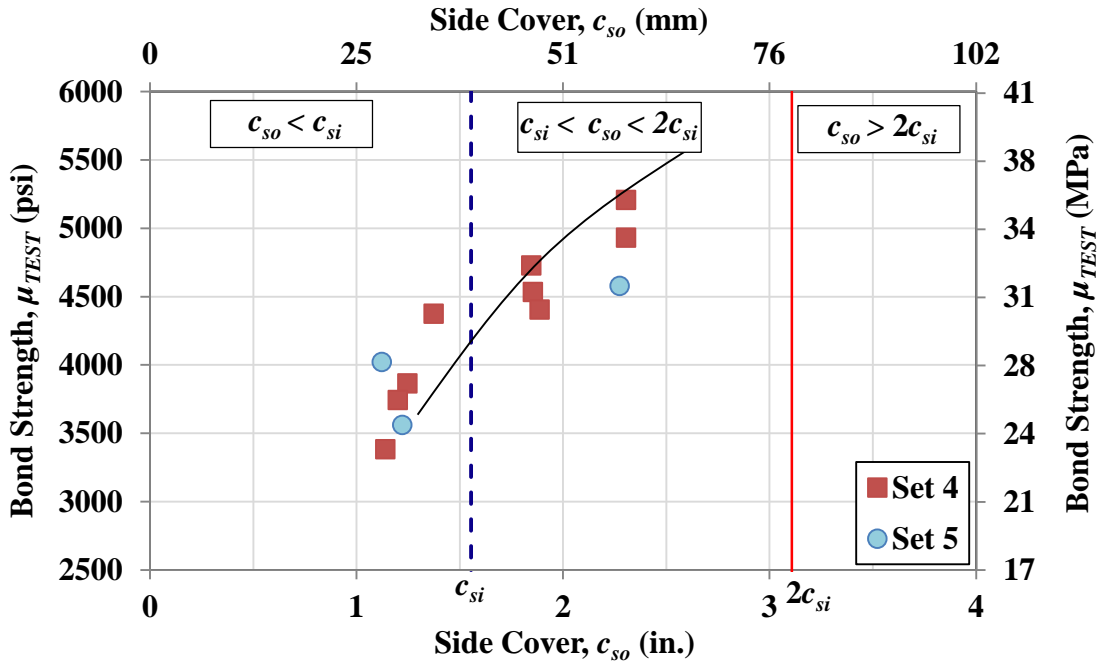 Side Cover, cso (mm)
0 25 51 76 102
6000 5500 5000 4500 4000 3500 3000 2500
Bond Strength, μTEST (psi)
cso < csi
csi < cso < 2csi
cso > 2csi
41 38 34 31 28 24 21 17
Bond Strength, μTEST (MPa)
Set 4
Set 5
csi
2csi
0 1 2 3 4
Side Cover, cso (in.)